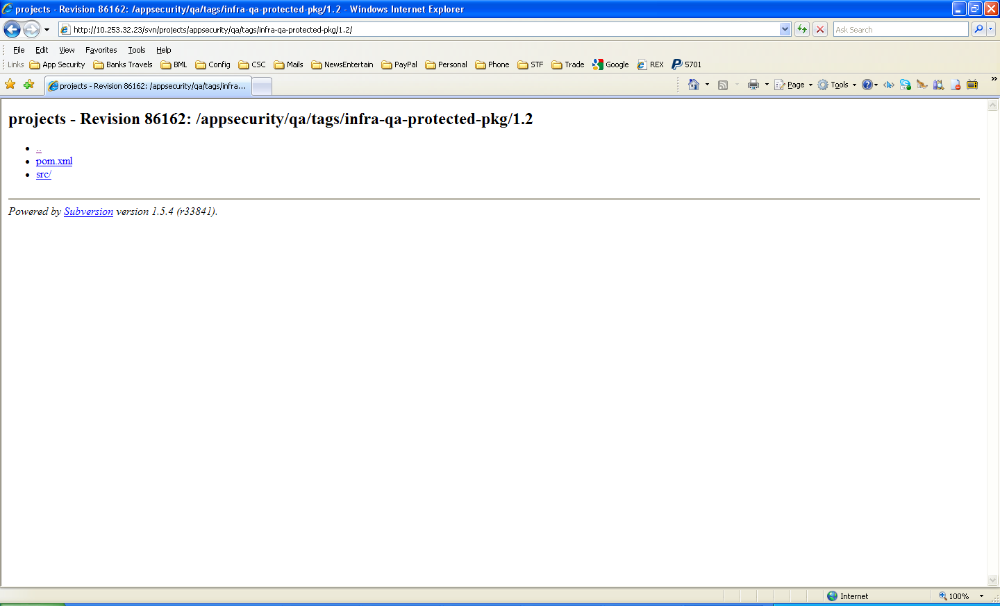 projects - Revision 86162: /appsecurity/qa/tags/infra-qa-protected-pkg/1.2 - Windows Internet Explorer
http://10.253.32.23/svn/projects/appsecurity/qa/tags/infra-qa-protected-pkg/1.2/ Ask Search
File Edit View Favorites Tools Help
Links App Security Banks Travels BML Config CSC Mails NewsEntertain PayPal Personal Phone STF Trade Google REX 5701
projects - Revision 86162: /appsecurity/qa/tags/infra... Page Tools
projects - Revision 86162: /appsecurity/qa/tags/infra-qa-protected-pkg/1.2
..
pom.xml
src/
Powered by Subversion version 1.5.4 (r33841).
Internet 100%